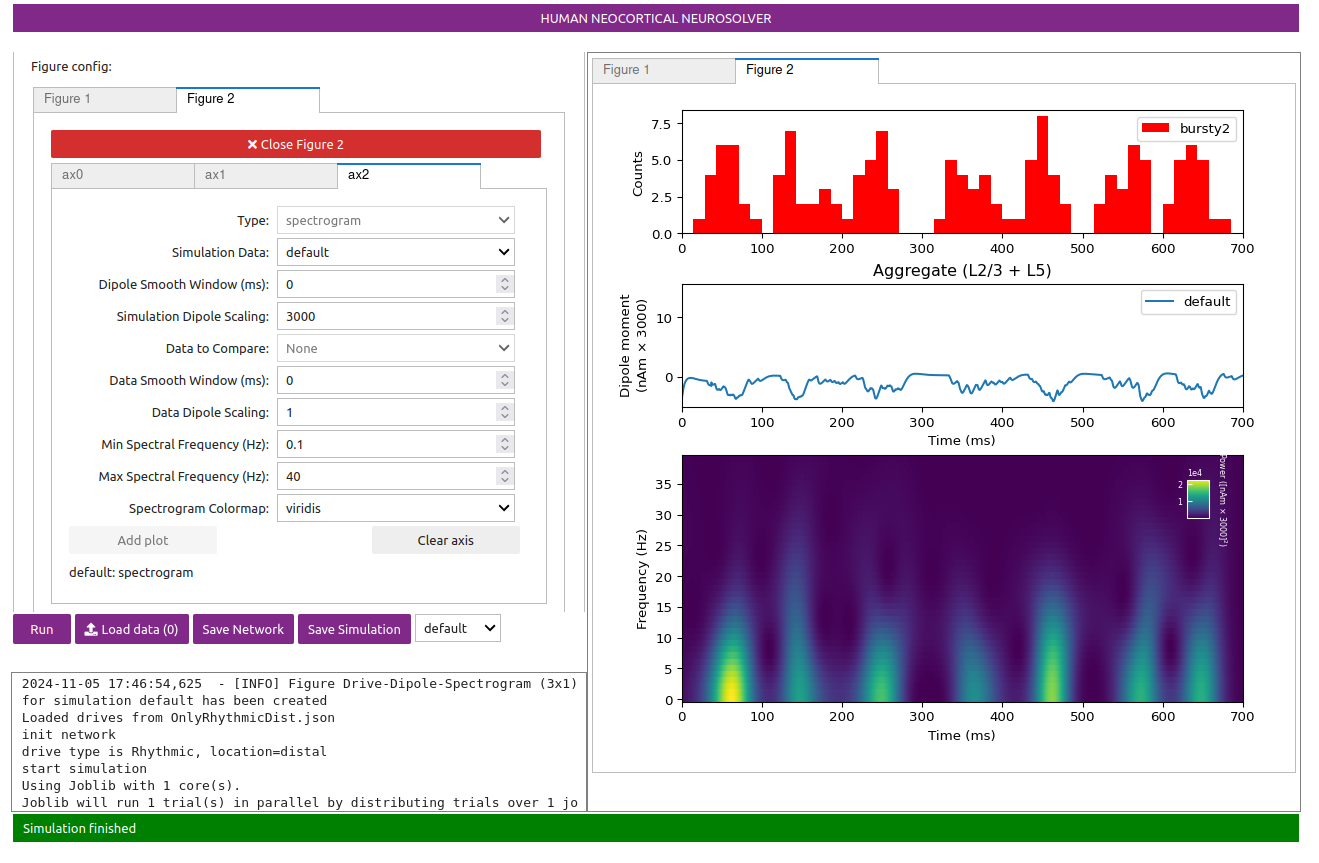 HUMAN NEOCORTICAL NEUROSOLVER
Figure config:
Figure 1
Figure 2
Close Figure 2
ax0
ax1
ax2
Type:
spectrogram
Simulation Data:
default
Dipole Smooth Window (ms):
0
Simulation Dipole Scaling:
3000
Data to Compare:
None
Data Smooth Window (ms):
0
Data Dipole Scaling:
1
Min Spectral Frequency (Hz):
0.1
Max Spectral Frequency (Hz):
40
Spectrogram Colormap:
viridis
Add plot
Clear axis
default: spectrogram
Run
Load data (0)
Save Network
Save Simulation
default
2024-11-05 17:46:54,625  - [INFO] Figure Drive-Dipole-Spectrogram (3x1)
for simulation default has been created
Loaded drives from OnlyRhythmicDist.json
init network
drive type is Rhythmic, location=distal
start simulation
Using Joblib with 1 core(s).
Joblib will run 1 trial(s) in parallel by distributing trials over 1 jo
Figure 1
Figure 2
Counts
7.5
5.0
2.5
0.0
bursty2
0 100 200 300 400 500 600 700
Aggregate (L2/3 + L5)
Dipole moment
(nAm × 3000)
10
0
default
0 100 200 300 400 500 600 700
Time (ms)
Frequency (Hz)
35
30
25
20
15
10
5
0
1e4
2
1
Power ([nAm × 3000]²)
0 100 200 300 400 500 600 700
Time (ms)
Simulation finished